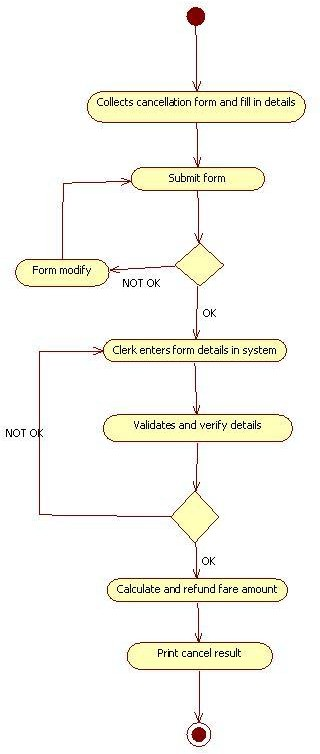 Collects cancellation form and fill in details
Submit form
Form modify
NOT OK
OK
Clerk enters form details in system
Validates and verify details
NOT OK
OK
Calculate and refund fare amount
Print cancel result